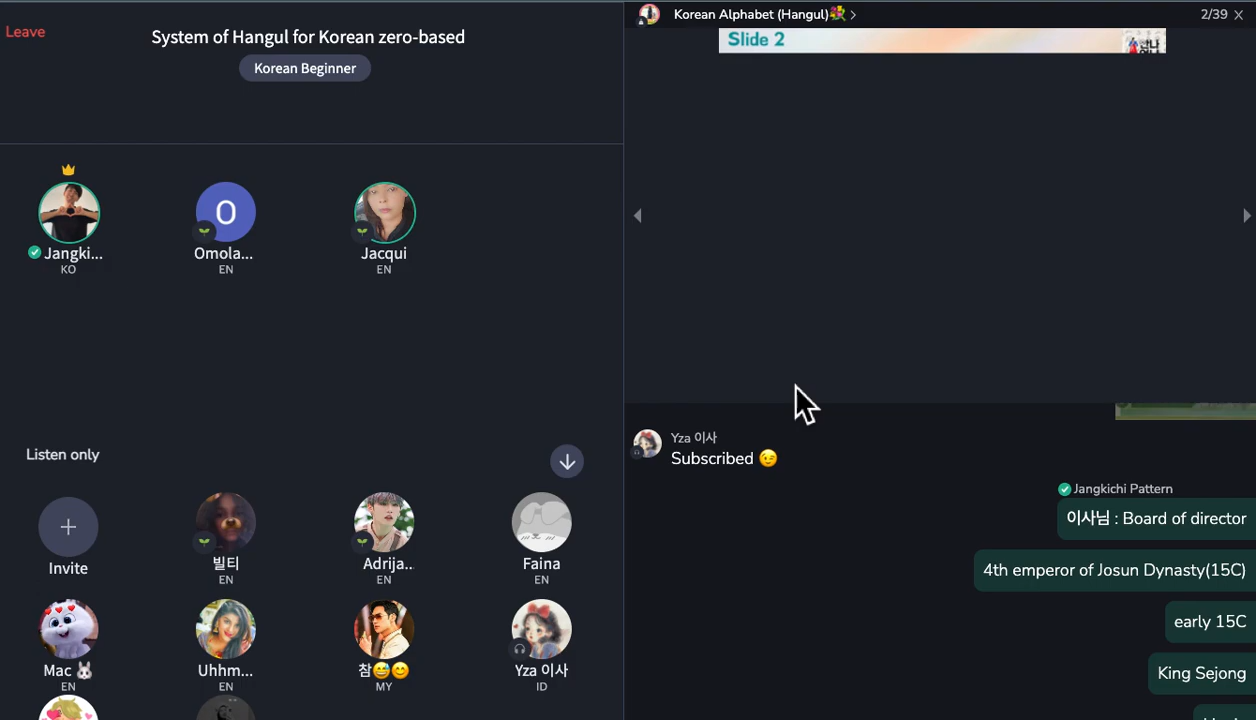 Leave
System of Hangul for Korean zero-based
Korean Beginner
Jangki...
KO
O
Omola...
EN
Jacqui
EN
Listen only
Invite
빌티
EN
Adrija...
EN
Faina
EN
Mac
EN
Uhhm...
EN
참😅😊
MY
Yza 이사
ID
Korean Alphabet (Hangul)💐 >
2/39
Slide 2
Yza 이사
Subscribed 😉
Jangkichi Pattern
이사님 : Board of director
4th emperor of Josun Dynasty(15C)
early 15C
King Sejong